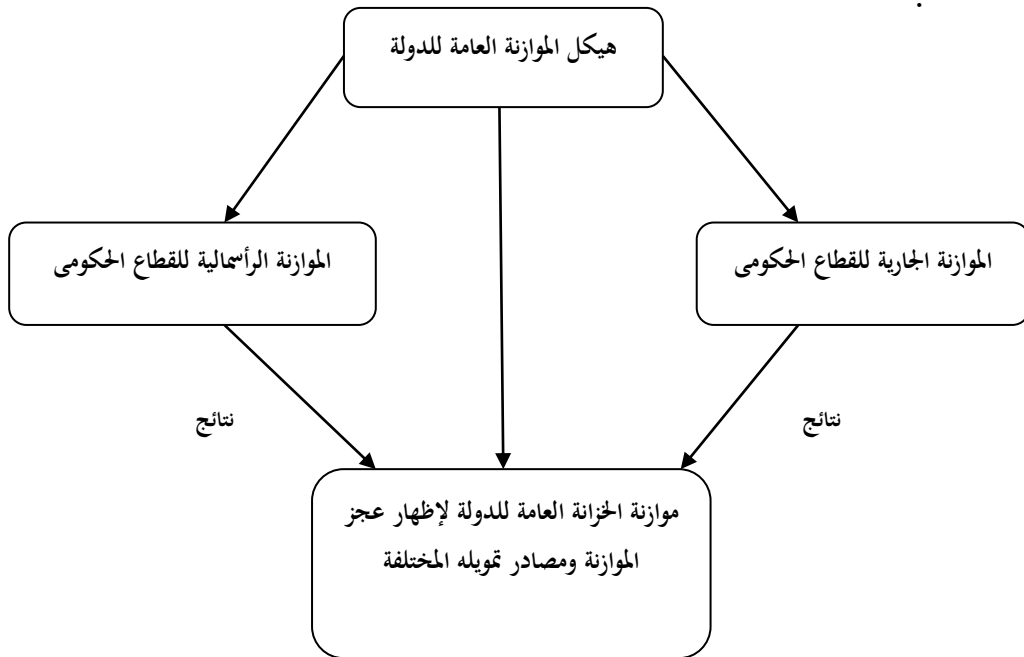 .
هيكل الموازنة العامة للدولة
الموازنة الجارية للقطاع الحكومى
الموازنة الرأسمالية للقطاع الحكومى
نتائج
نتائج
موازنة الخزانة العامة للدولة لإظهار عجز
الموازنة ومصادر تمويله المختلفة